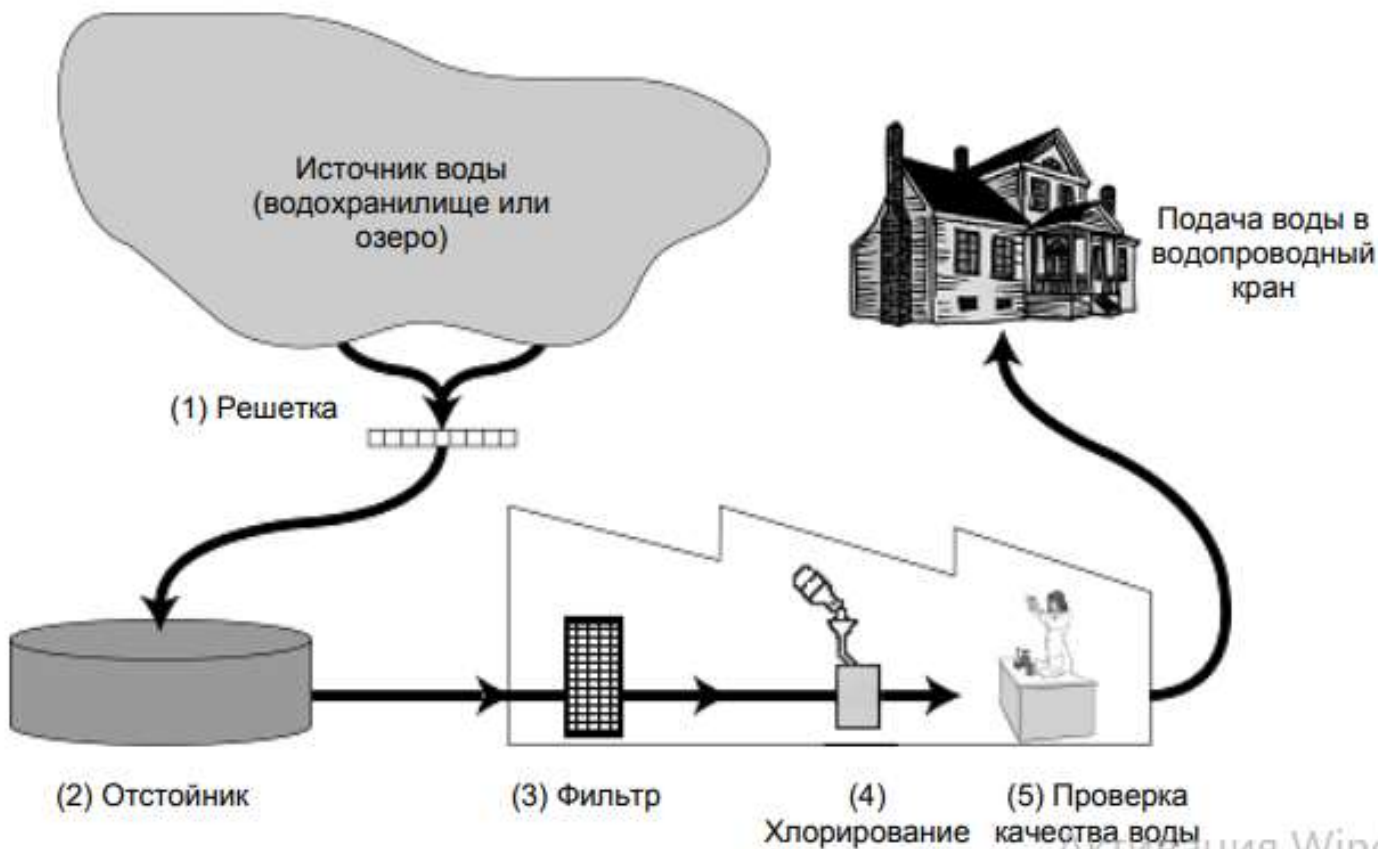 Источник воды
(водохранилище или
озеро)
Подача воды в
водопроводный
кран
(1) Решетка
(2) Отстойник
(3) Фильтр
(4)
Хлорирование
(5) Проверка
качества воды